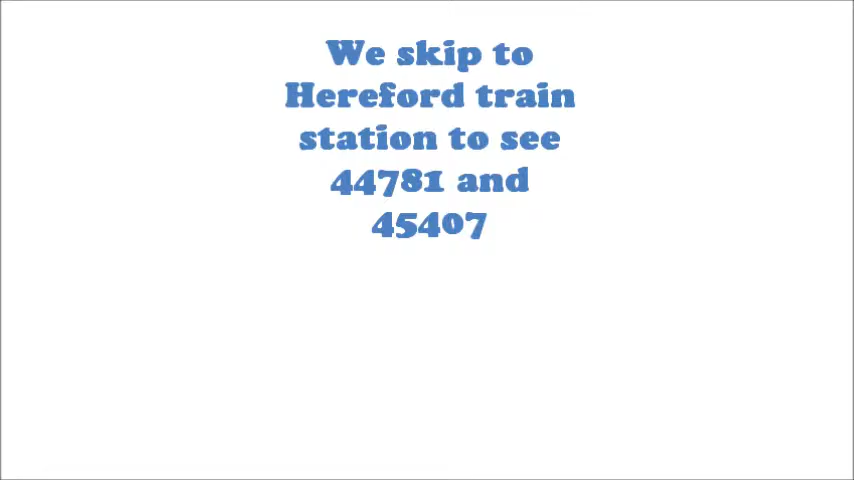 We skip to
Hereford train
station to see
44781 and
45407